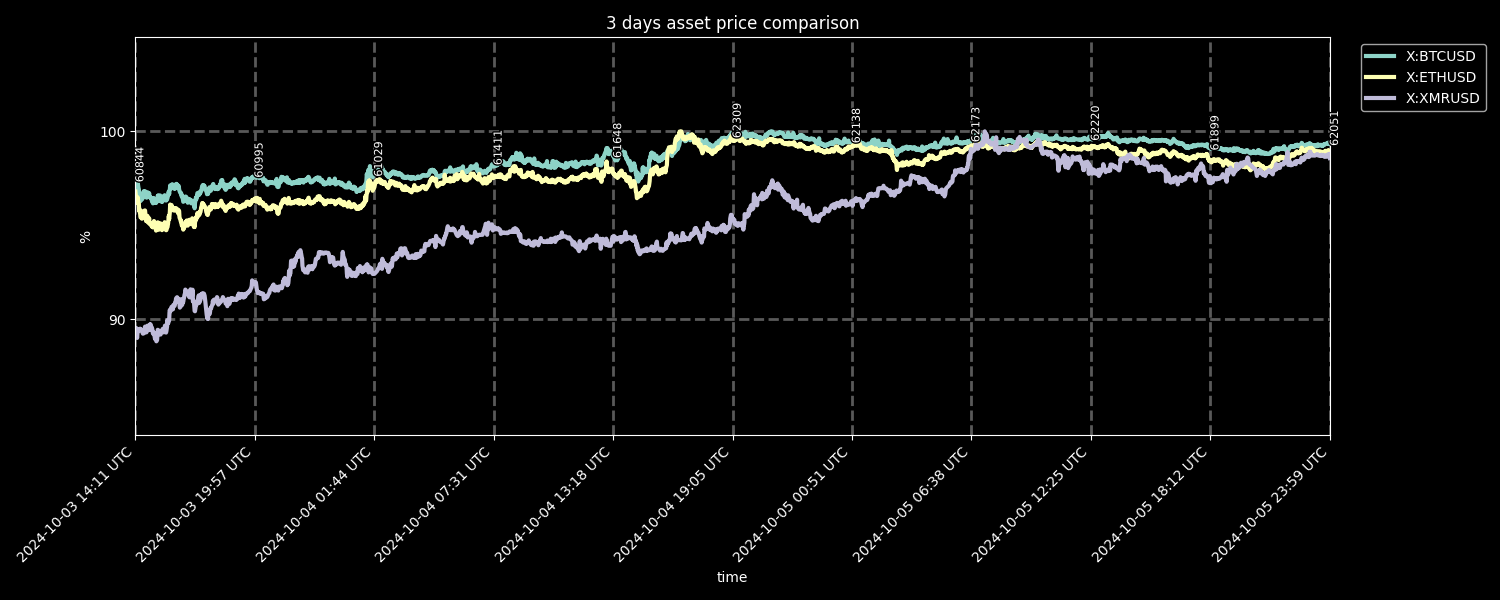 3 days asset price comparison
X:BTCUSD
X:ETHUSD
X:XMRUSD
100
90
%
60844
60995
61029
61411
61648
62309
62138
62173
62220
61899
62051
2024-10-03 14:11 UTC
2024-10-03 19:57 UTC
2024-10-04 01:44 UTC
2024-10-04 07:31 UTC
2024-10-04 13:18 UTC
2024-10-04 19:05 UTC
2024-10-05 00:51 UTC
2024-10-05 06:38 UTC
2024-10-05 12:25 UTC
2024-10-05 18:12 UTC
2024-10-05 23:59 UTC
time